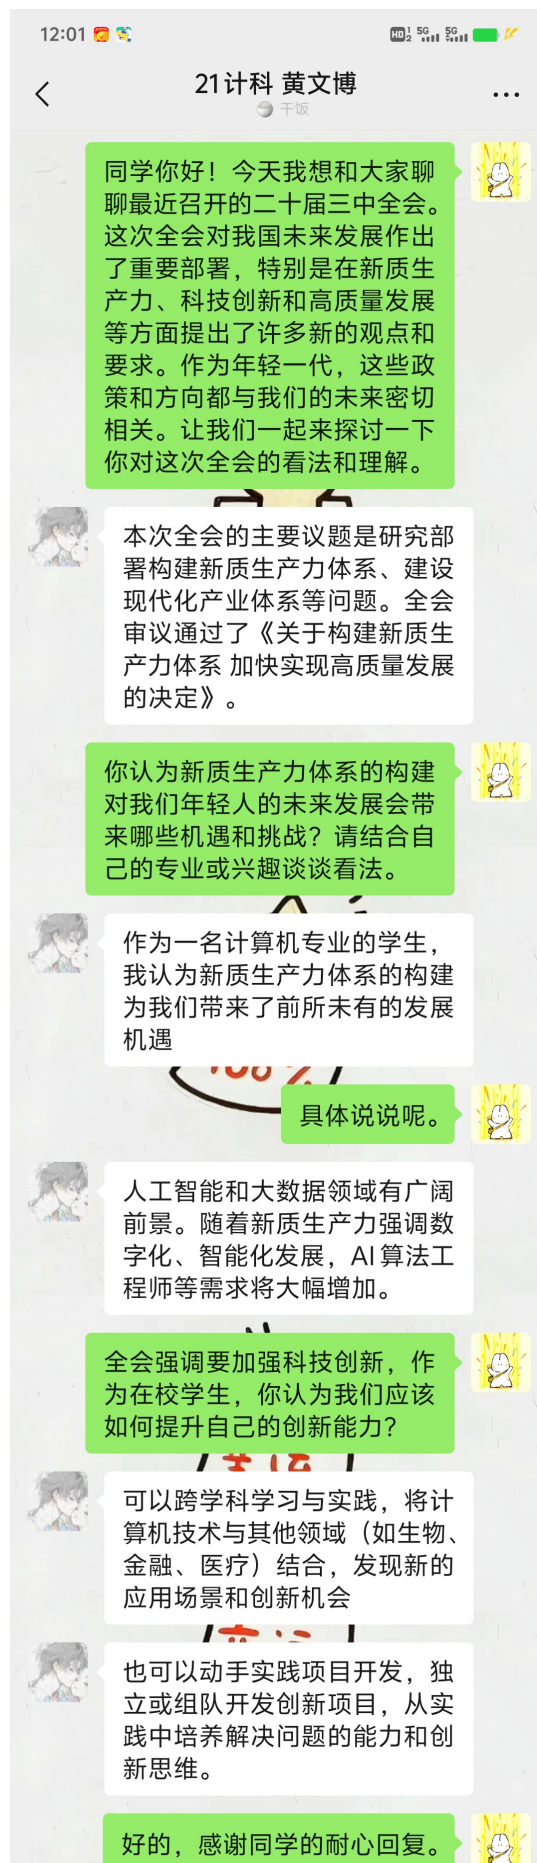 12:01
HD 1 2 5G 5G
21计科 黄文博
干饭
同学你好！今天我想和大家聊
聊最近召开的二十届三中全会。
这次全会对我国未来发展作出
了重要部署，特别是在新质生
产力、科技创新和高质量发展
等方面提出了许多新的观点和
要求。作为年轻一代，这些政
策和方向都与我们的未来密切
相关。让我们一起来探讨一下
你对这次全会的看法和理解。
本次全会的主要议题是研究部
署构建新质生产力体系、建设
现代化产业体系等问题。全会
审议通过了《关于构建新质生
产力体系 加快实现高质量发展
的决定》。
你认为新质生产力体系的构建
对我们年轻人的未来发展会带
来哪些机遇和挑战？请结合自
己的专业或兴趣谈谈看法。
作为一名计算机专业的学生，
我认为新质生产力体系的构建
为我们带来了前所未有的发展
机遇
100%
具体说说呢。
人工智能和大数据领域有广阔
前景。随着新质生产力强调数
字化、智能化发展，AI 算法工
程师等需求将大幅增加。
全会强调要加强科技创新，作
为在校学生，你认为我们应该
如何提升自己的创新能力？
可以跨学科学习与实践，将计
算机技术与其他领域（如生物、
金融、医疗）结合，发现新的
应用场景和创新机会
也可以动手实践项目开发，独
立或组队开发创新项目，从实
践中培养解决问题的能力和创
新思维。
好的，感谢同学的耐心回复。